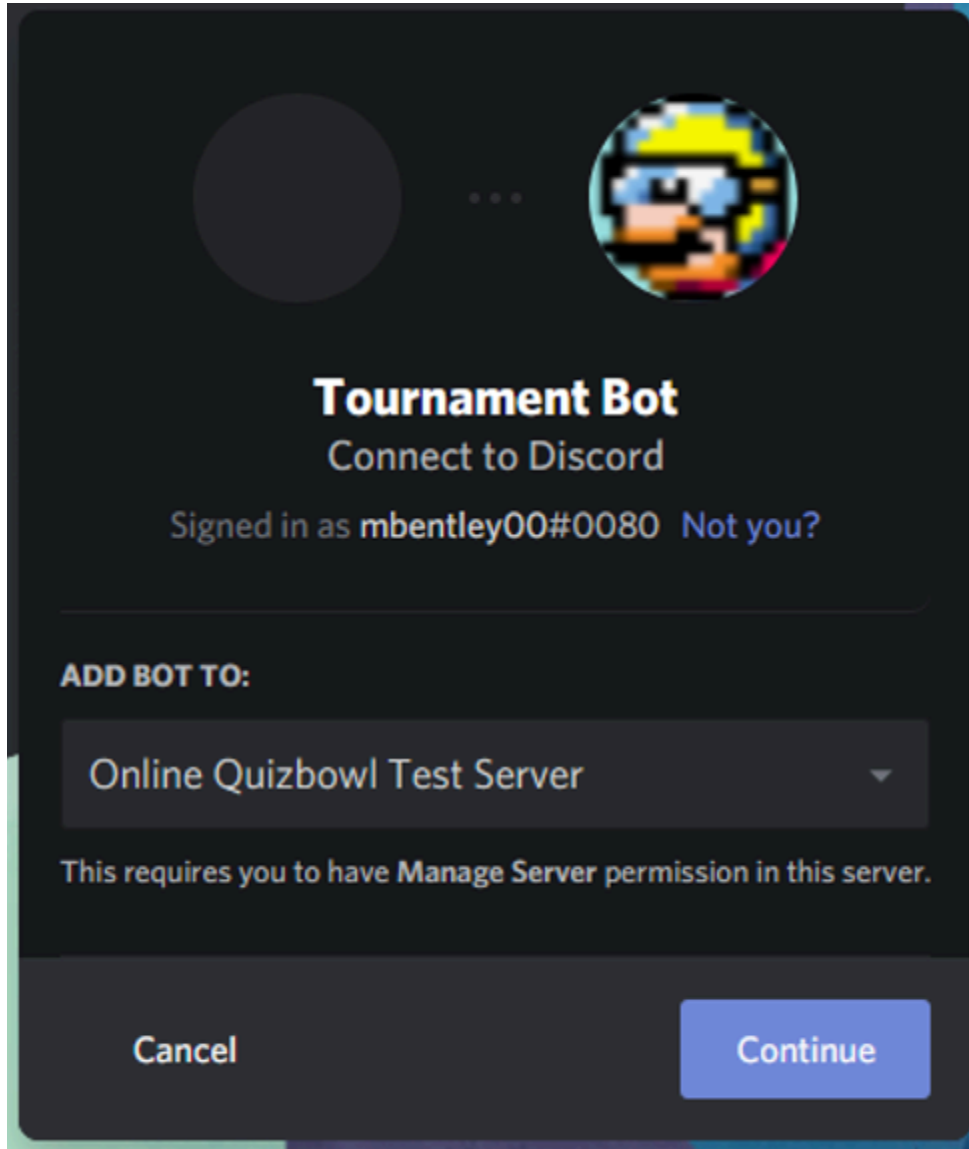 Tournament Bot
Connect to Discord
Signed in as mbentley00#0080 Not you?
ADD BOT TO:
Online Quizbowl Test Server
This requires you to have Manage Server permission in this server.
Cancel
Continue